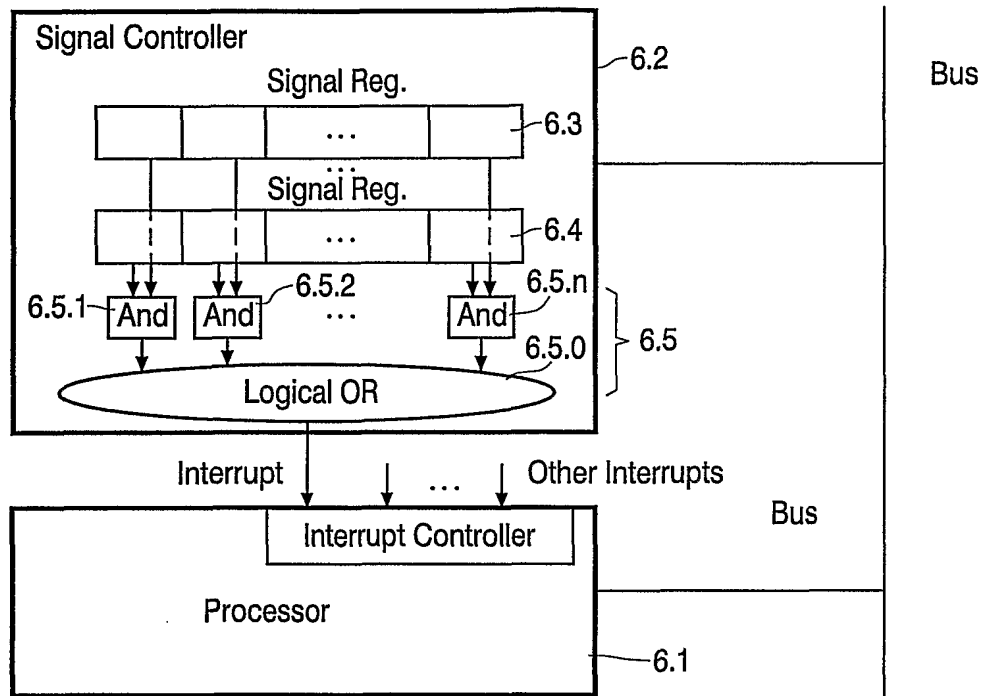 Signal Controller
6.2
Bus
Signal Reg.
...
6.3
...
Signal Reg.
...
6.4
6.5.1
And
And
6.5.2
...
And
6.5.n
6.5
6.5.0
Logical OR
Interrupt
...
Other Interrupts
Bus
Interrupt Controller
Processor
6.1